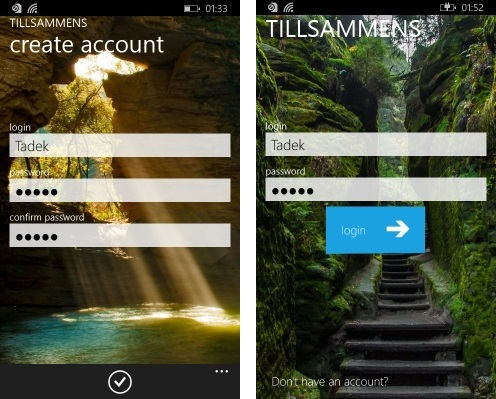 01:33
TILLSAMMENS
create account
login
Tadek
password
●●●●●
confirm password
●●●●●
01:52
TILLSAMMENS
login
Tadek
password
●●●●●
login
Don't have an account?